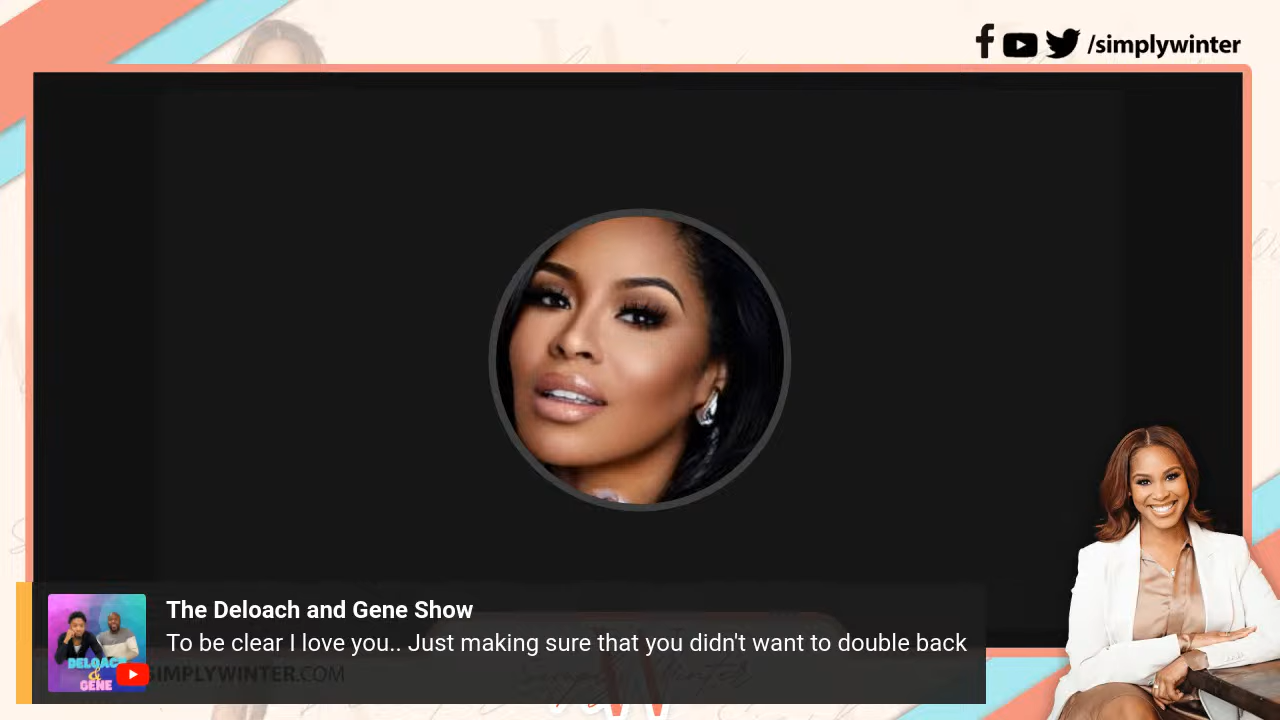 /simplywinter
The Deloach and Gene Show
To be clear I love you.. Just making sure that you didn't want to double back
DELOACH
&
GENE
SIMPLYWINTER.COM